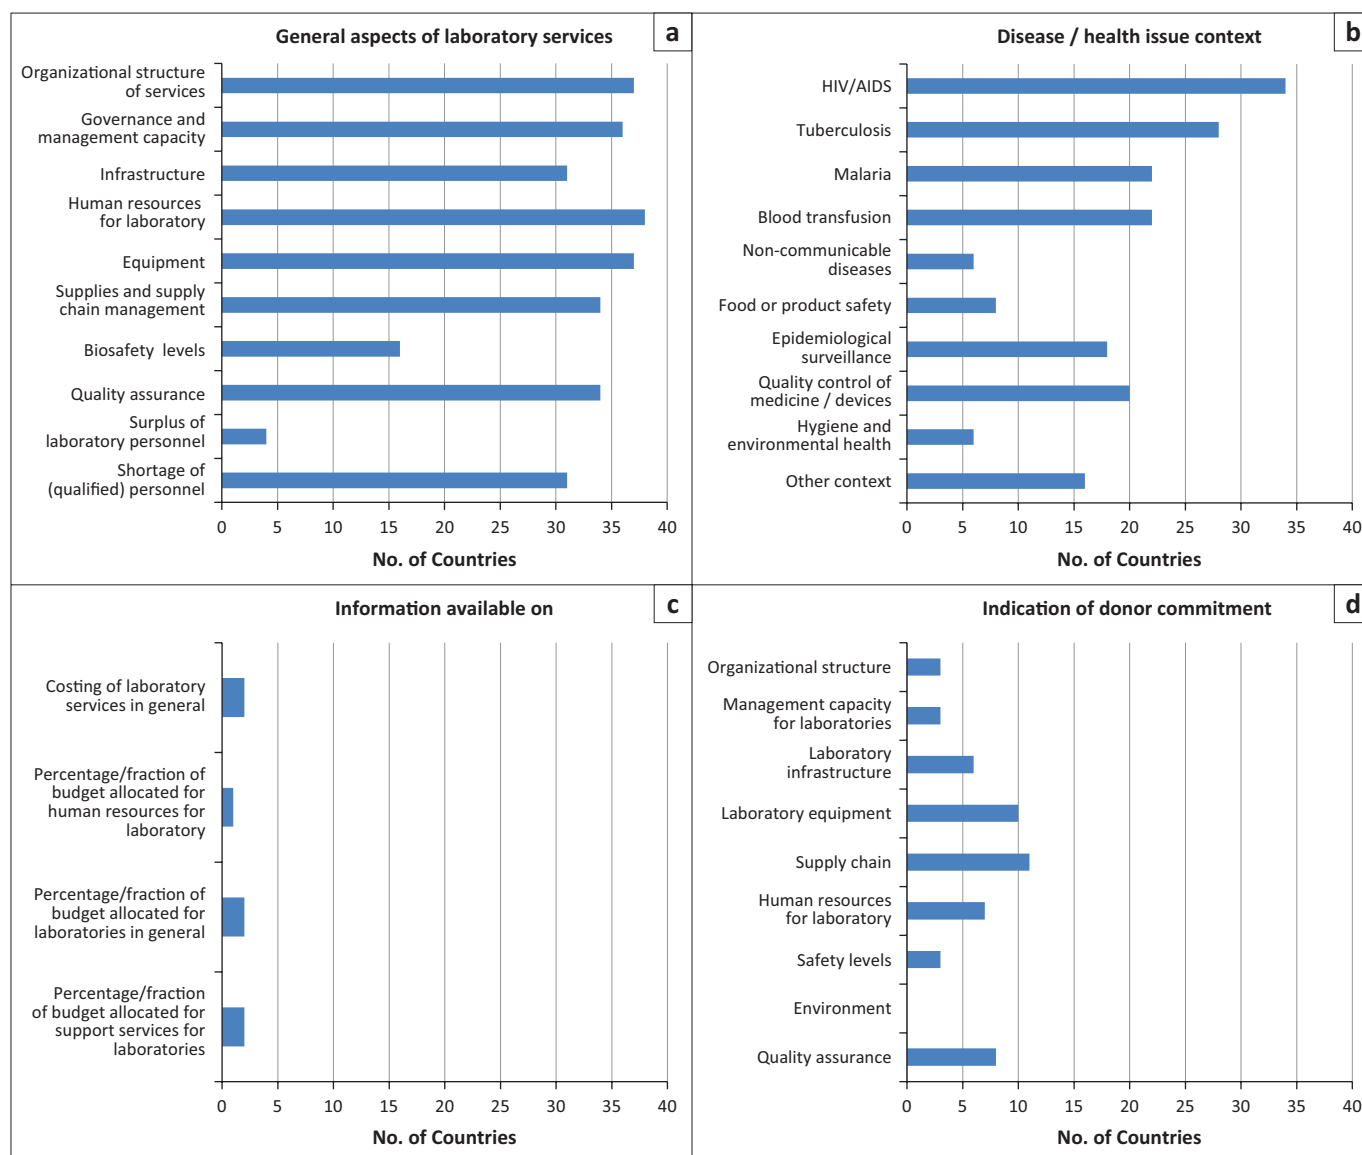 General aspects of laboratory services
a
Organizational structure
of services
Governance and
management capacity
Infrastructure
Human resources
for laboratory
Equipment
Supplies and supply
chain management
Biosafety levels
Quality assurance
Surplus of
laboratory personnel
Shortage of
(qualified) personnel
0 5 10 15 20 25 30 35 40
No. of Countries
Disease / health issue context
b
HIV/AIDS
Tuberculosis
Malaria
Blood transfusion
Non-communicable
diseases
Food or product safety
Epidemiological
surveillance
Quality control of
medicine / devices
Hygiene and
environmental health
Other context
0 5 10 15 20 25 30 35 40
No. of Countries
Information available on
c
Costing of laboratory
services in general
Percentage/fraction of
budget allocated for
human resources for
laboratory
Percentage/fraction of
budget allocated for
laboratories in general
Percentage/fraction
of budget allocated for
support services for
laboratories
0 5 10 15 20 25 30 35 40
No. of Countries
Indication of donor commitment
d
Organizational structure
Management capacity
for laboratories
Laboratory
infrastructure
Laboratory equipment
Supply chain
Human resources
for laboratory
Safety levels
Environment
Quality assurance
0 5 10 15 20 25 30 35 40
No. of Countries